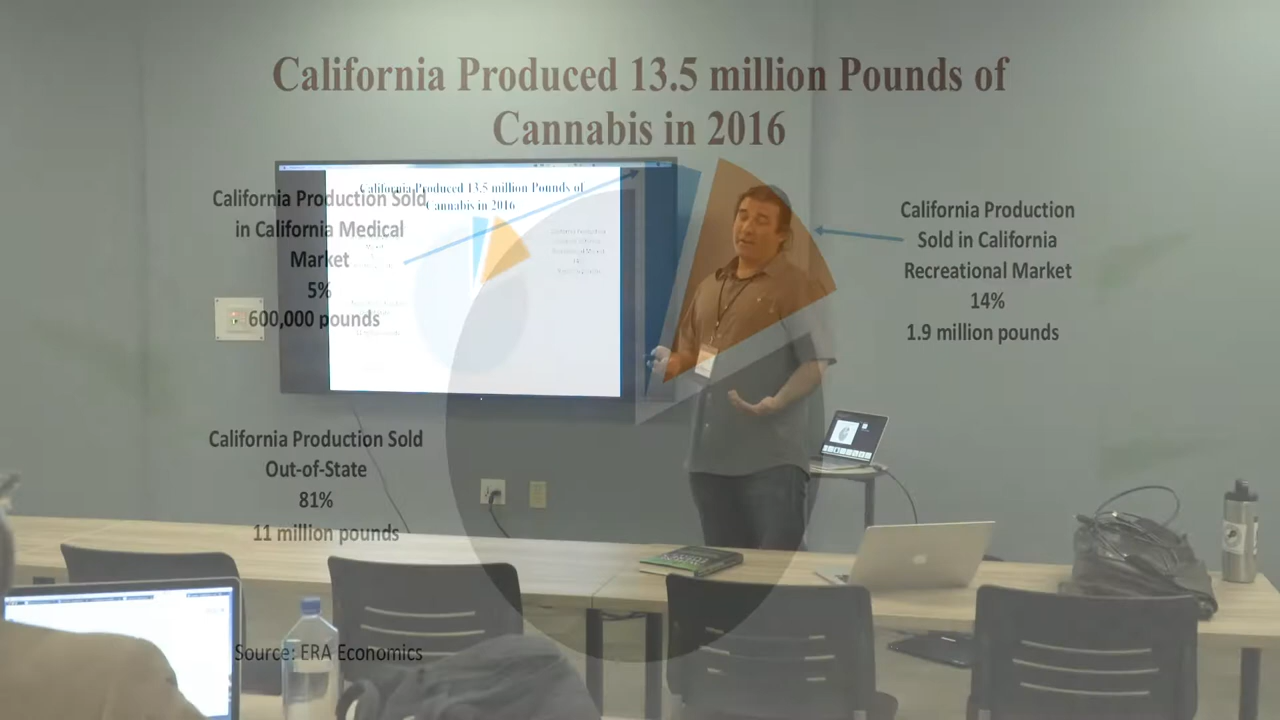 California Produced 13.5 million Pounds of
Cannabis in 2016
California Production Sold
in California Medical
Market
5%
600,000 pounds
California Production
Sold in California
Recreational Market
14%
1.9 million pounds
California Production Sold
Out-of-State
81%
11 million pounds
Source: ERA Economics
California Produced 13.5 million Pounds of
Cannabis in 2016